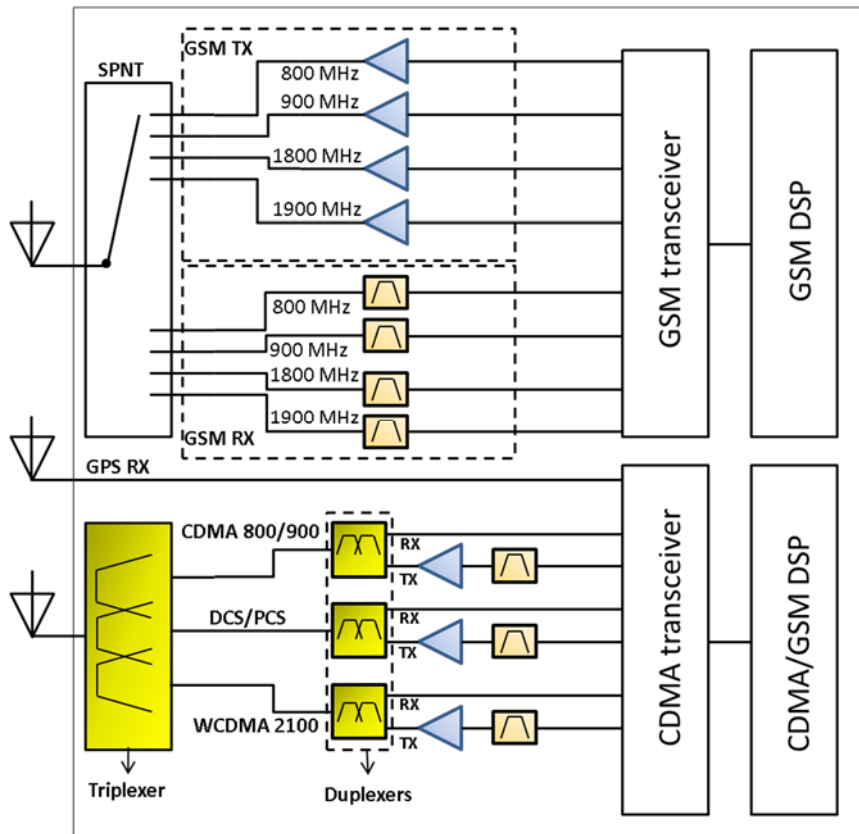 GSM TX
SPNT
800 MHz
900 MHz
1800 MHz
1900 MHz
GSM transceiver
GSM DSP
800 MHz
900 MHz
1800 MHz
1900 MHz
GSM RX
GPS RX
CDMA 800/900
RX
TX
DCS/PCS
RX
TX
WCDMA 2100
RX
TX
CDMA transceiver
CDMA/GSM DSP
Triplexer
Duplexers